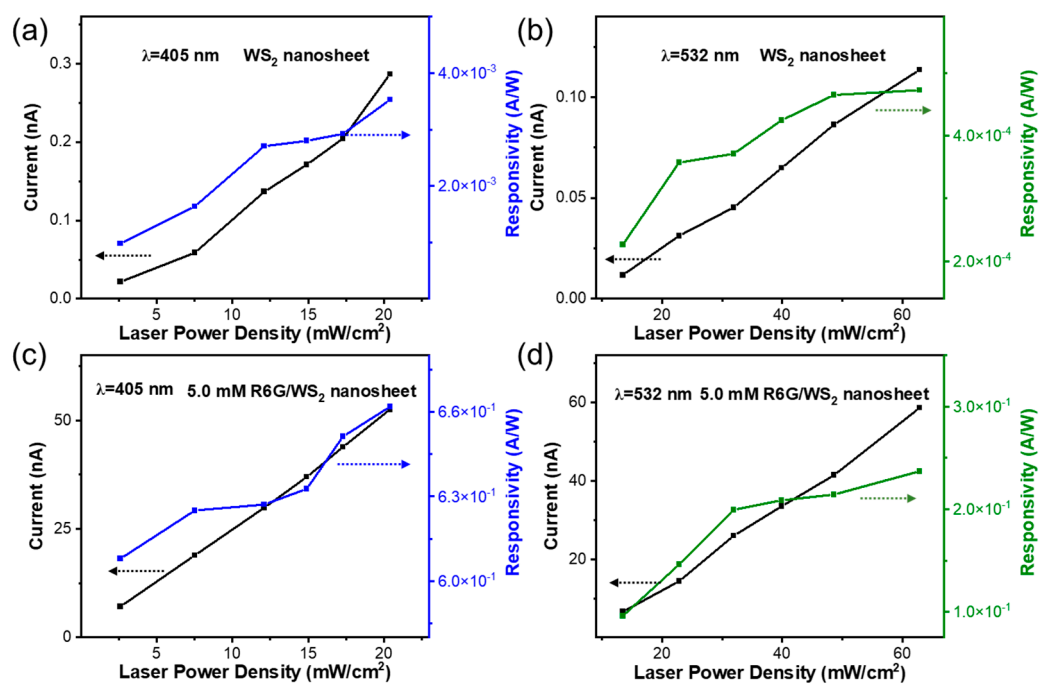 (a)
λ=405 nm WS₂ nanosheet
Current (nA)
0.3
0.2
0.1
0.0
5
10
15
20
Laser Power Density (mW/cm²)
4.0×10⁻³
2.0×10⁻³
Responsivity (A/W)
(b)
λ=532 nm WS₂ nanosheet
Current (nA)
0.10
0.05
0.00
20
40
60
Laser Power Density (mW/cm²)
4.0×10⁻⁴
2.0×10⁻⁴
Responsivity (A/W)
(c)
λ=405 nm 5.0 mM R6G/WS₂ nanosheet
Current (nA)
50
25
0
5
10
15
20
Laser Power Density (mW/cm²)
6.6×10⁻¹
6.3×10⁻¹
6.0×10⁻¹
Responsivity (A/W)
(d)
λ=532 nm 5.0 mM R6G/WS₂ nanosheet
Current (nA)
60
40
20
20
40
60
Laser Power Density (mW/cm²)
3.0×10⁻¹
2.0×10⁻¹
1.0×10⁻¹
Responsivity (A/W)